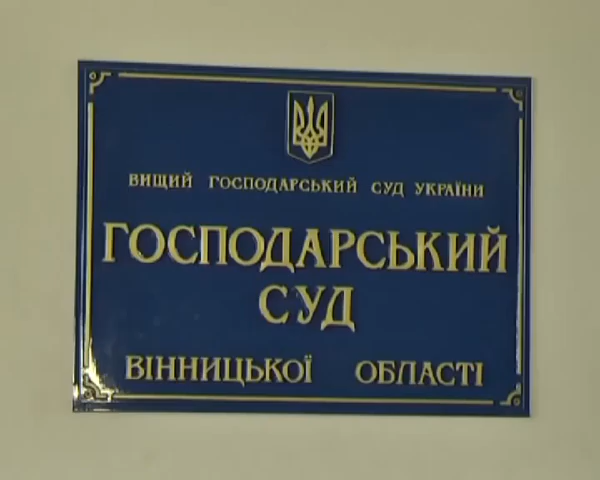 ВИЩИЙ ГОСПОДАРСЬКИЙ СУД УКРАЇНИ
ГОСПОДАРСЬКИЙ
СУД
ВІННИЦЬКОЇ ОБЛАСТІ